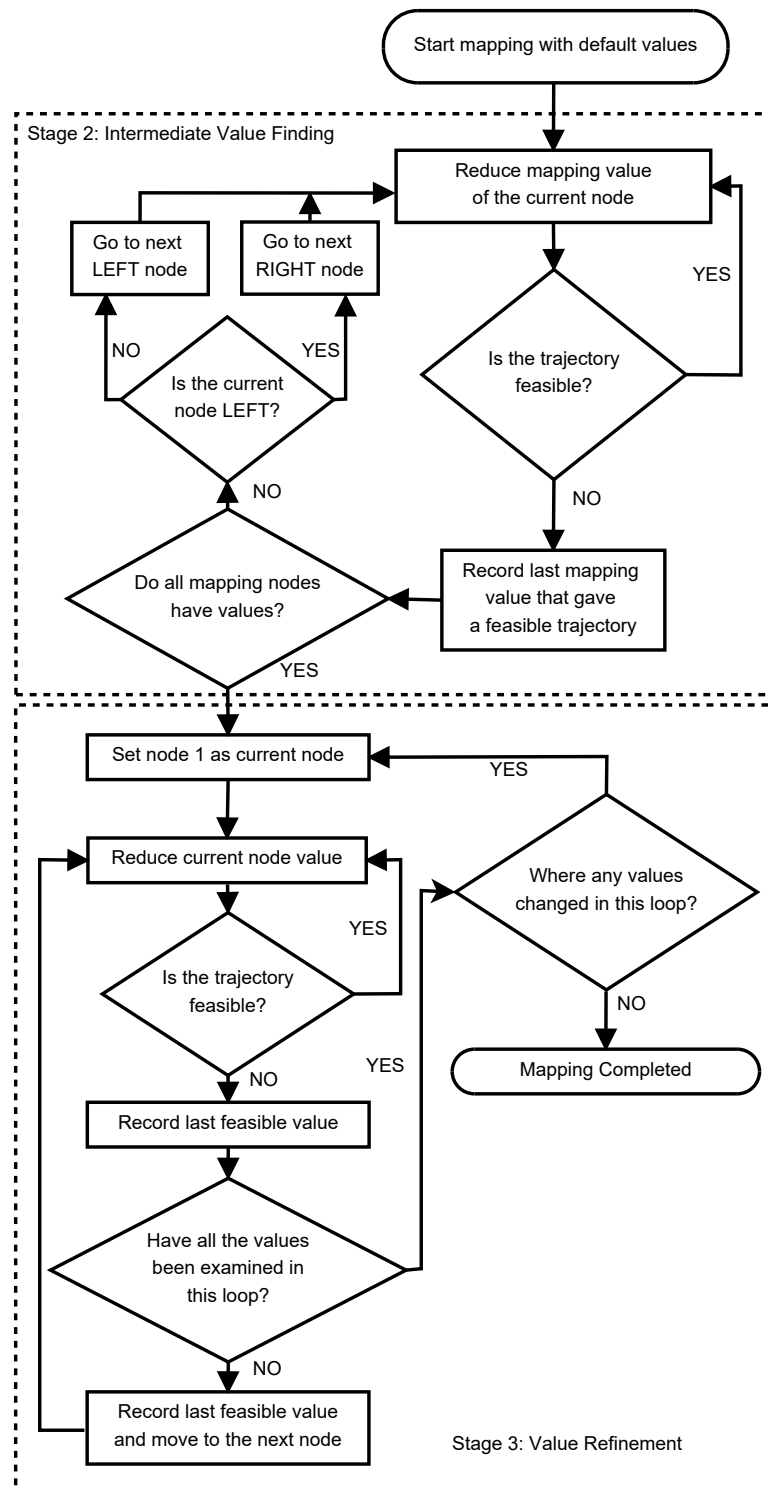 Start mapping with default values
Stage 2: Intermediate Value Finding
Reduce mapping value
of the current node
Go to next
LEFT node
Go to next
RIGHT node
YES
NO
YES
Is the current
node LEFT?
Is the trajectory
feasible?
NO
NO
Do all mapping nodes
have values?
Record last mapping
value that gave
a feasible trajectory
YES
Set node 1 as current node
YES
Reduce current node value
Where any values
changed in this loop?
YES
Is the trajectory
feasible?
NO
YES
Mapping Completed
NO
Record last feasible value
Have all the values
been examined in
this loop?
NO
Record last feasible value
and move to the next node
Stage 3: Value Refinement